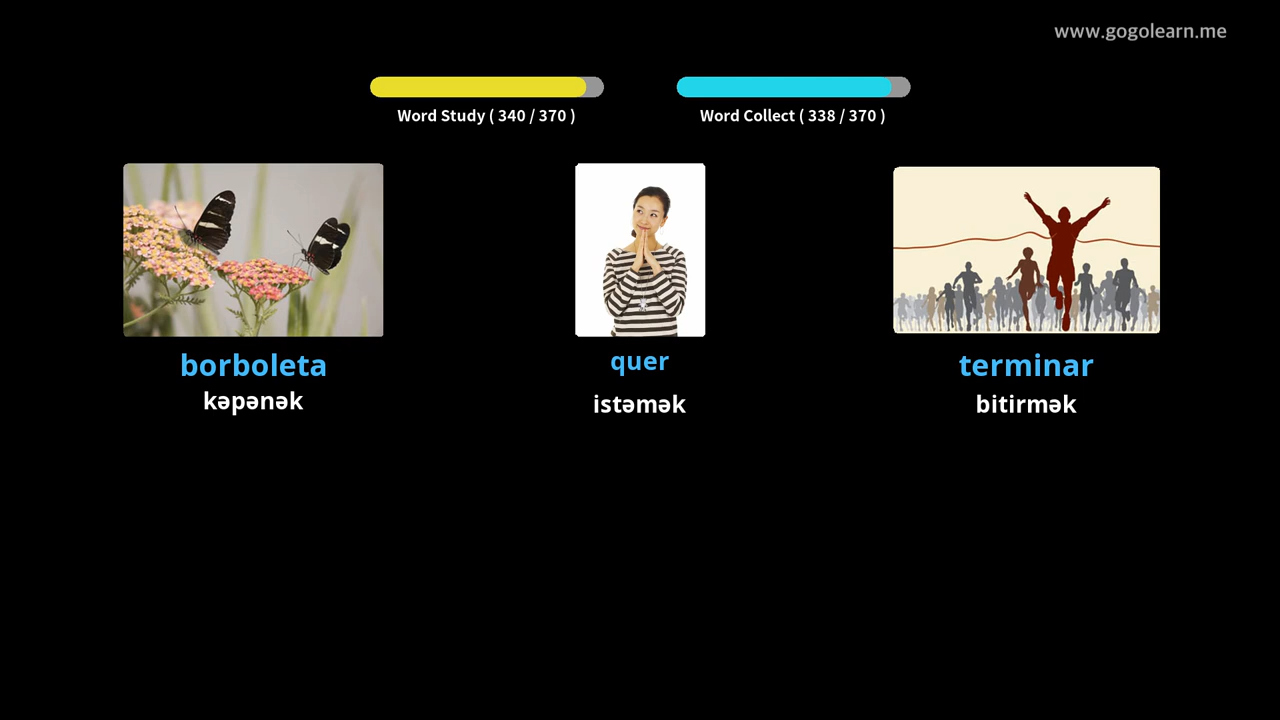 www.gogolearn.me
Word Study ( 340 / 370 )
Word Collect ( 338 / 370 )
borboleta
kəpənək
quer
istəmək
terminar
bitirmək